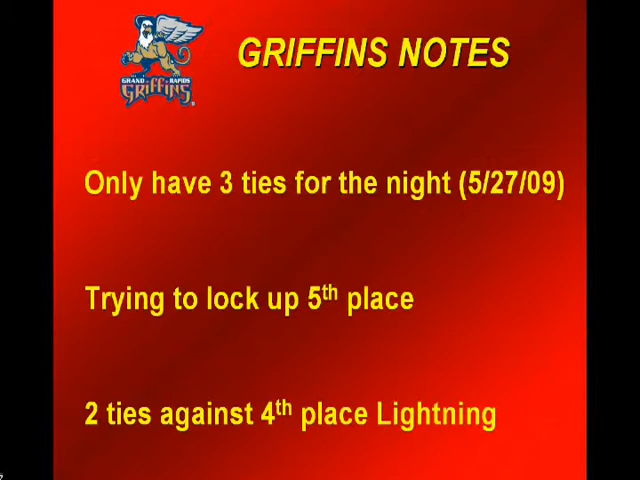 GRIFFINS NOTES
GRAND RAPIDS
GRIFFINS
Only have 3 ties for the night (5/27/09)
Trying to lock up 5th place
2 ties against 4th place Lightning